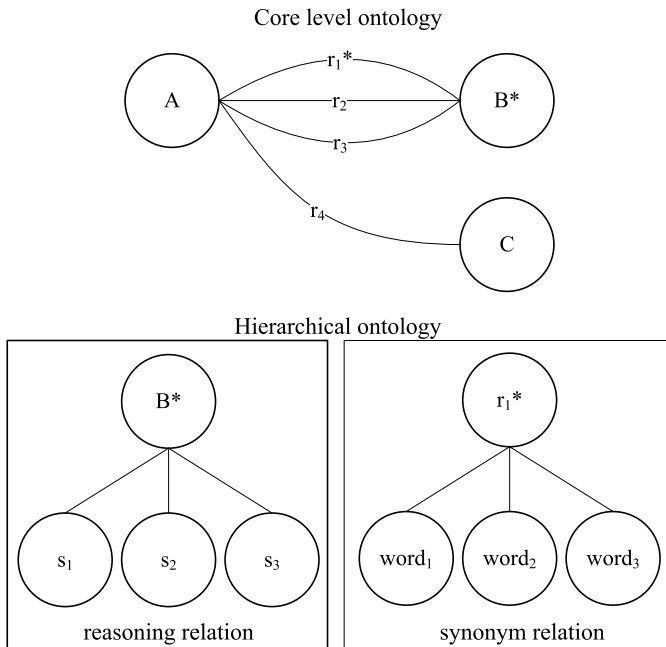 Core level ontology
r₁*
A
r₂
B*
r₃
r₄
C
Hierarchical ontology
B*
r₁*
s₁ s₂ s₃
word₁ word₂ word₃
reasoning relation
synonym relation